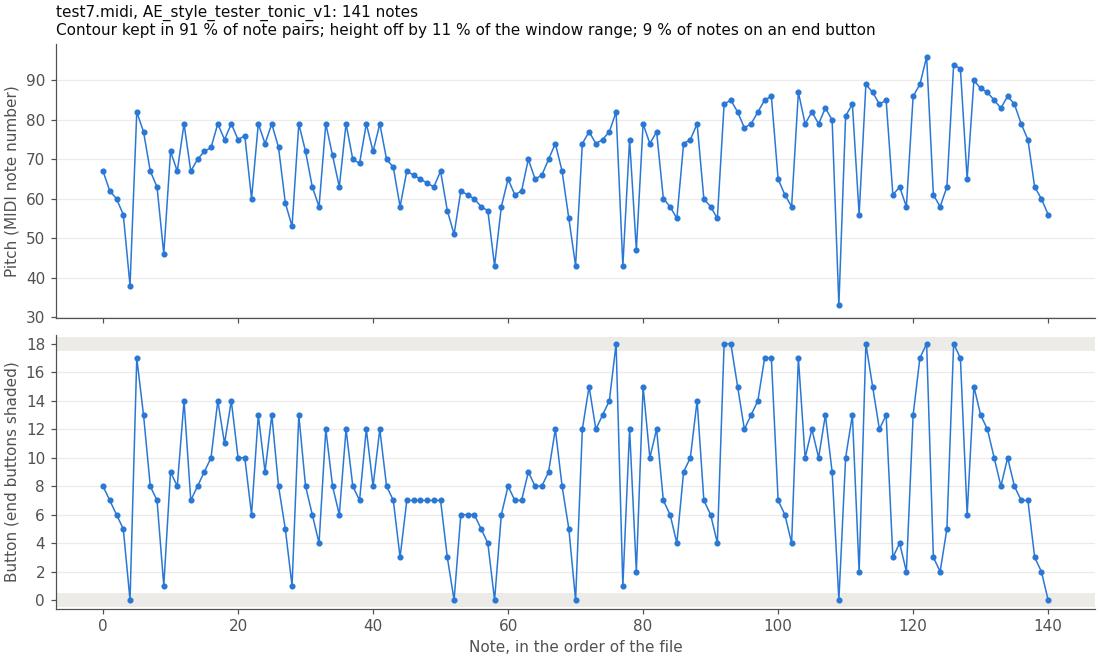 test7.midi, AE_style_tester_tonic_v1: 141 notes
Contour kept in 91 % of note pairs; height off by 11 % of the window range; 9 % of notes on an end button
Pitch (MIDI note number)
90
80
70
60
50
40
30
Button (end buttons shaded)
18
16
14
12
10
8
6
4
2
0
0 20 40 60 80 100 120 140
Note, in the order of the file